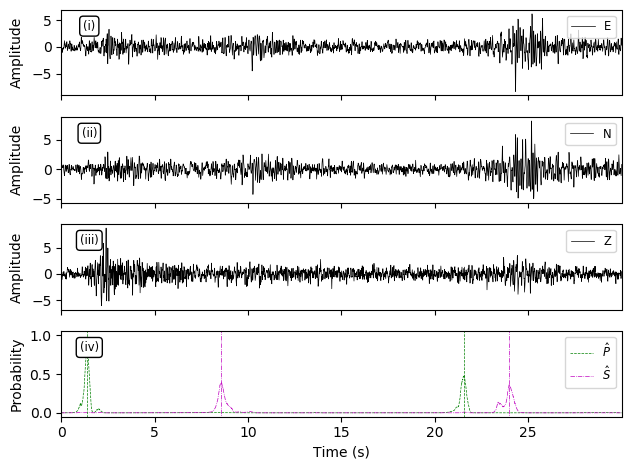 (i)
E
Amplitude
5
0
−5
(ii)
N
Amplitude
5
0
−5
(iii)
Z
Amplitude
5
0
−5
(iv)
P̂
Ŝ
Probability
1.0
0.5
0.0
0 5 10 15 20 25
Time (s)